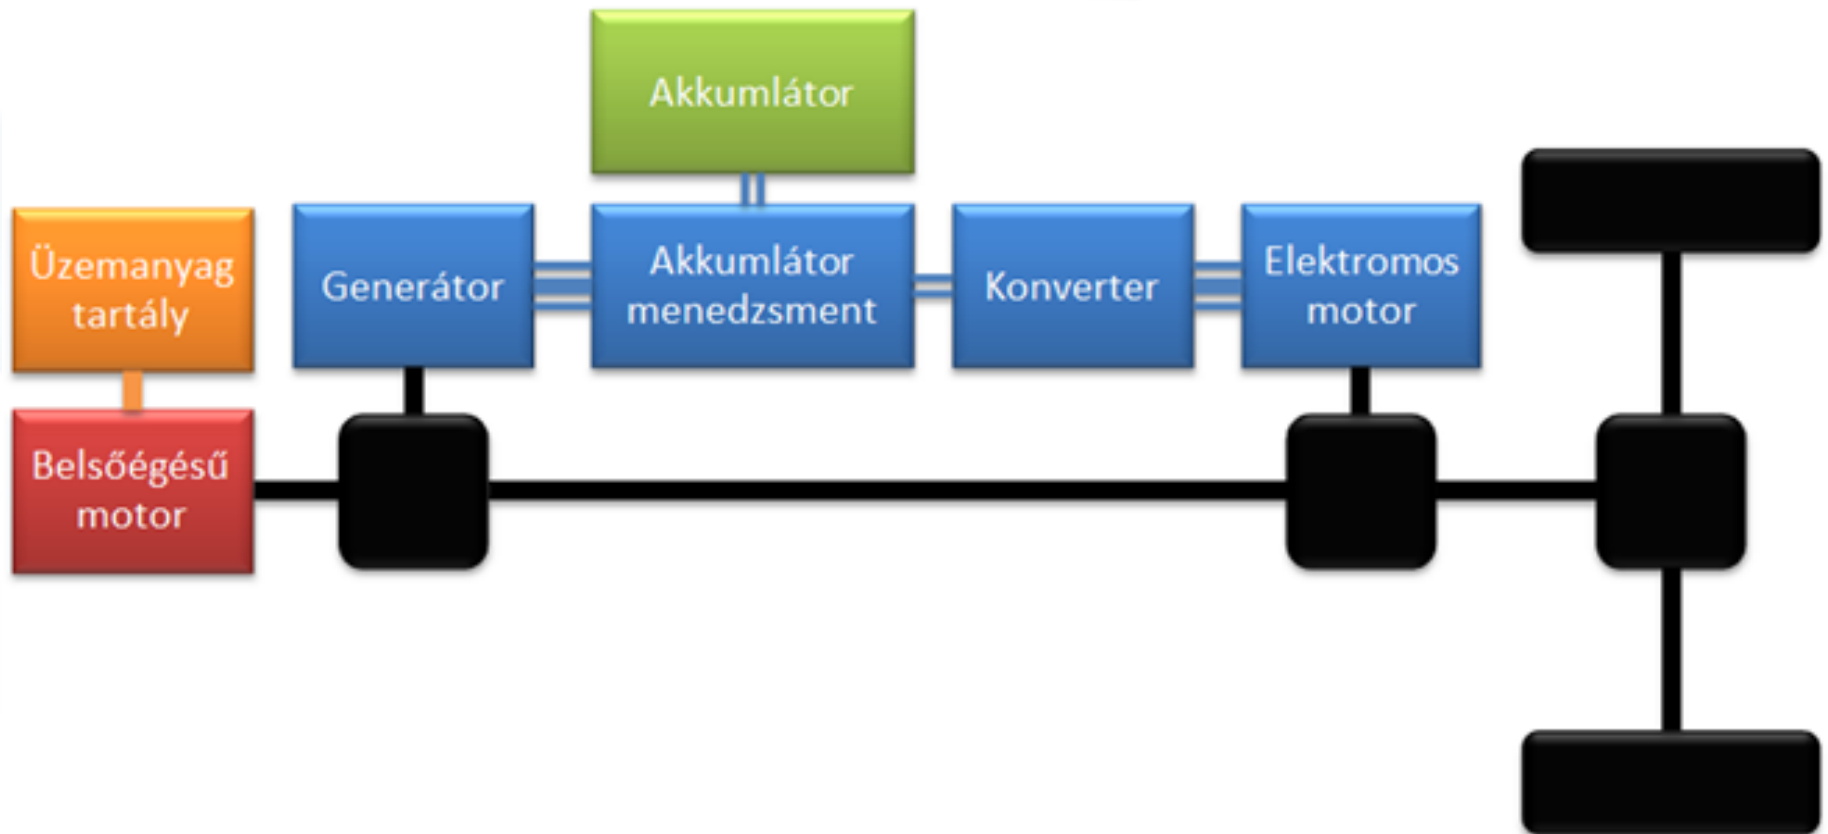 Akkumlátor
Üzemanyag
tartály
Generátor
Akkumlátor
menedzsment
Konverter
Elektromos
motor
Belsőégésű
motor